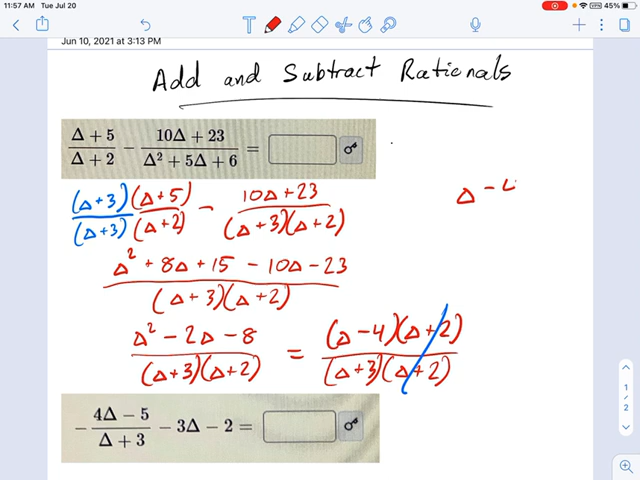 11:57 AM Tue Jul 20
45%
Jun 10, 2021 at 3:13 PM
Add and Subtract Rationals
(Δ + 5)/(Δ + 2) − (10Δ + 23)/(Δ² + 5Δ + 6) =
(Δ+3)/(Δ+3) (Δ+5)/(Δ+2) − (10Δ+23)/((Δ+3)(Δ+2))
Δ − 4
(Δ² + 8Δ + 15 − 10Δ − 23)/((Δ+3)(Δ+2))
(Δ² − 2Δ − 8)/((Δ+3)(Δ+2)) = ((Δ−4)(Δ+2))/((Δ+3)(Δ+2))
− (4Δ − 5)/(Δ + 3) − 3Δ − 2 =
1/2